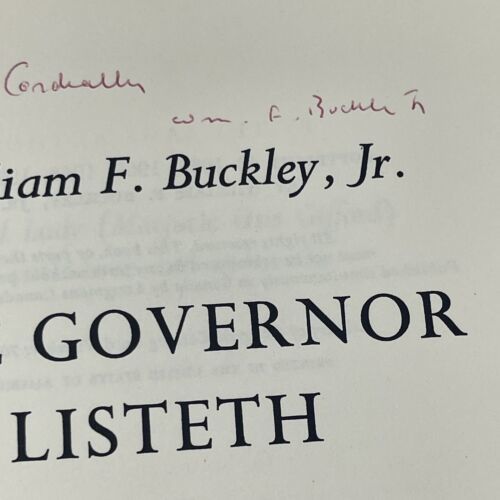 Cordially
Wm. F. Buckley Jr
iam F. Buckley, Jr.
E GOVERNOR
LISTETH